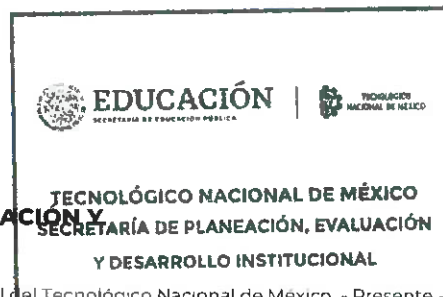 EDUCACIÓN
SECRETARÍA DE EDUCACIÓN PÚBLICA
TECNOLÓGICO
NACIONAL DE MÉXICO
TECNOLÓGICO NACIONAL DE MÉXICO
ACIÓN Y
SECRETARÍA DE PLANEACIÓN, EVALUACIÓN
Y DESARROLLO INSTITUCIONAL
del Tecnológico Nacional de México. - Presente.